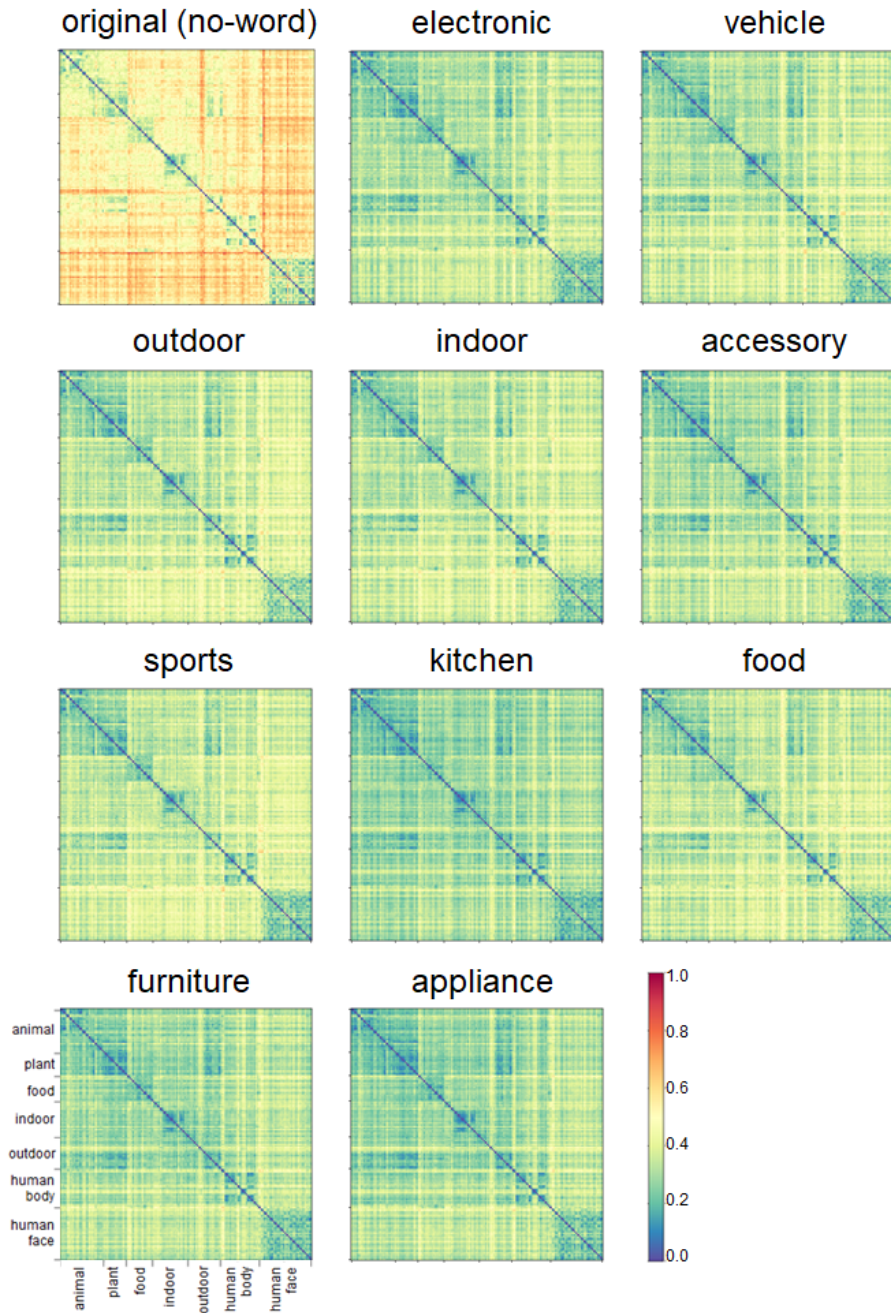 original (no-word)
electronic
vehicle
outdoor
indoor
accessory
sports
kitchen
food
furniture
appliance
animal
plant
food
indoor
outdoor
human
body
human
face
animal
plant
food
indoor
outdoor
human
body
human
face
1.0
0.8
0.6
0.4
0.2
0.0